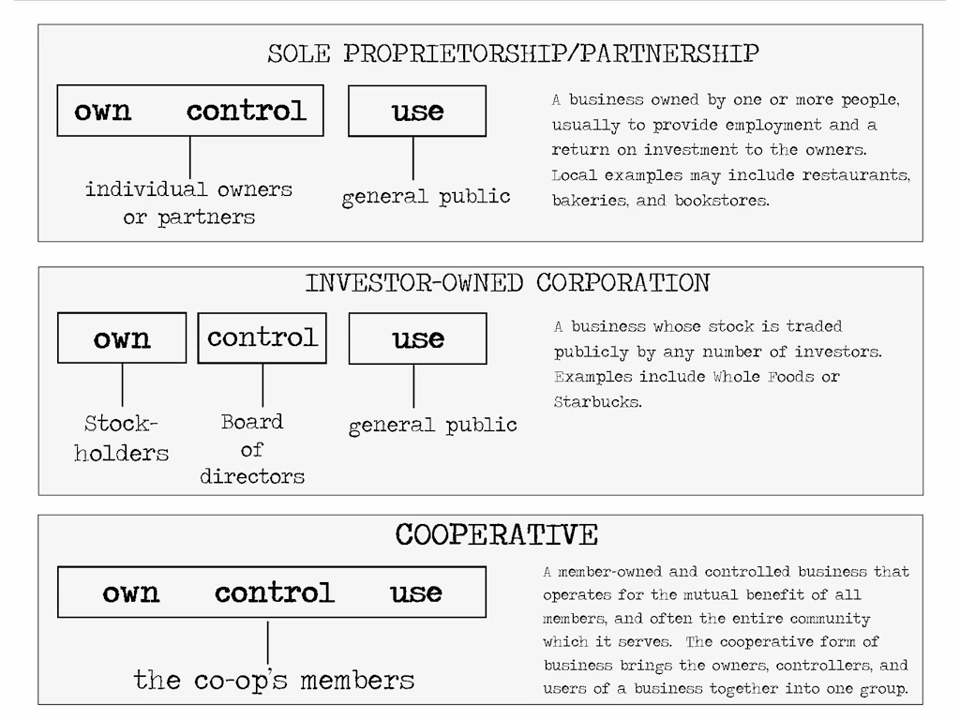 SOLE PROPRIETORSHIP/PARTNERSHIP
own control
use
individual owners
or partners
general public
A business owned by one or more people,
usually to provide employment and a
return on investment to the owners.
Local examples may include restaurants,
bakeries, and bookstores.
INVESTOR-OWNED CORPORATION
own
control
use
Stock-
holders
Board
of
directors
general public
A business whose stock is traded
publicly by any number of investors.
Examples include Whole Foods or
Starbucks.
COOPERATIVE
own control use
the co-op's members
A member-owned and controlled business that
operates for the mutual benefit of all
members, and often the entire community
which it serves. The cooperative form of
business brings the owners, controllers, and
users of a business together into one group.